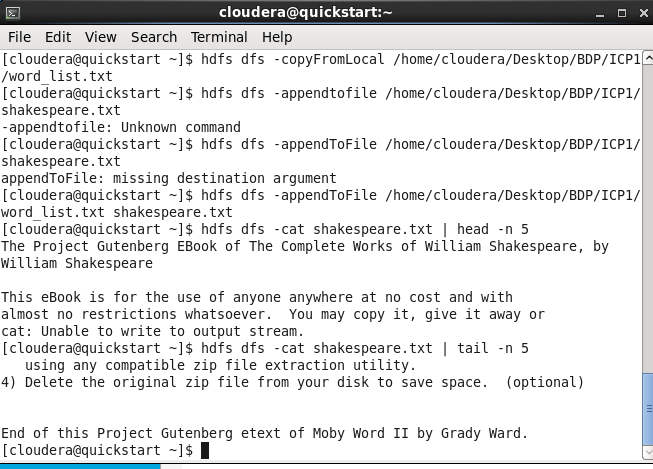 cloudera@quickstart:~
File Edit View Search Terminal Help
[cloudera@quickstart ~]$ hdfs dfs -copyFromLocal /home/cloudera/Desktop/BDP/ICP1
/word_list.txt
[cloudera@quickstart ~]$ hdfs dfs -appendtofile /home/cloudera/Desktop/BDP/ICP1/
shakespeare.txt
-appendtofile: Unknown command
[cloudera@quickstart ~]$ hdfs dfs -appendToFile /home/cloudera/Desktop/BDP/ICP1/
shakespeare.txt
appendToFile: missing destination argument
[cloudera@quickstart ~]$ hdfs dfs -appendToFile /home/cloudera/Desktop/BDP/ICP1/
word_list.txt shakespeare.txt
[cloudera@quickstart ~]$ hdfs dfs -cat shakespeare.txt | head -n 5
The Project Gutenberg EBook of The Complete Works of William Shakespeare, by
William Shakespeare

This eBook is for the use of anyone anywhere at no cost and with
almost no restrictions whatsoever.  You may copy it, give it away or
cat: Unable to write to output stream.
[cloudera@quickstart ~]$ hdfs dfs -cat shakespeare.txt | tail -n 5
   using any compatible zip file extraction utility.
4) Delete the original zip file from your disk to save space.  (optional)


End of this Project Gutenberg etext of Moby Word II by Grady Ward.
[cloudera@quickstart ~]$